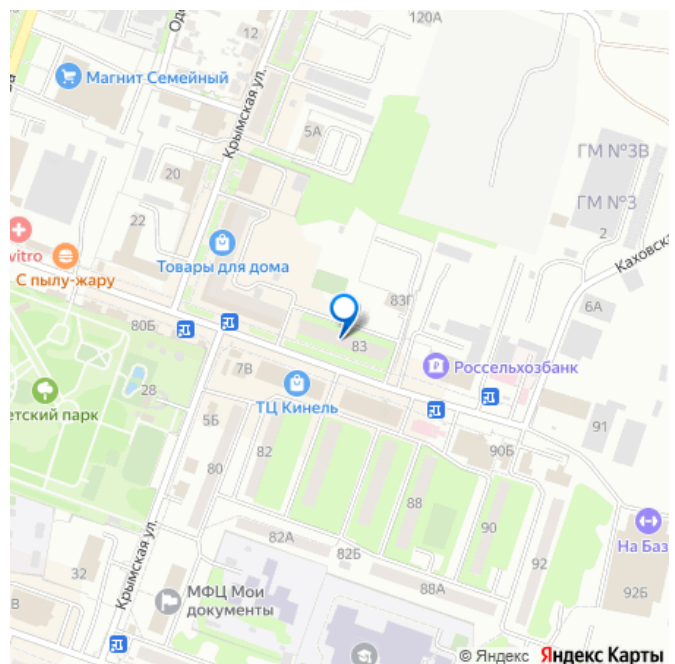 120А
12
Магнит Семейный
Крымская ул.
5А
ГМ №3В
20
ГМ №3
22
2
vitro
Товары для дома
Каховска
С пылу-жару
83Г
6А
80Б
83
7В
Россельхозбанк
28
ТЦ Кинель
етский парк
5Б
91
80
82
90Б
88
90
82А
82Б
На Баз
92
32
88А
92Б
Крымская ул.
В
МФЦ Мои
документы
© Яндекс Яндекс Карты